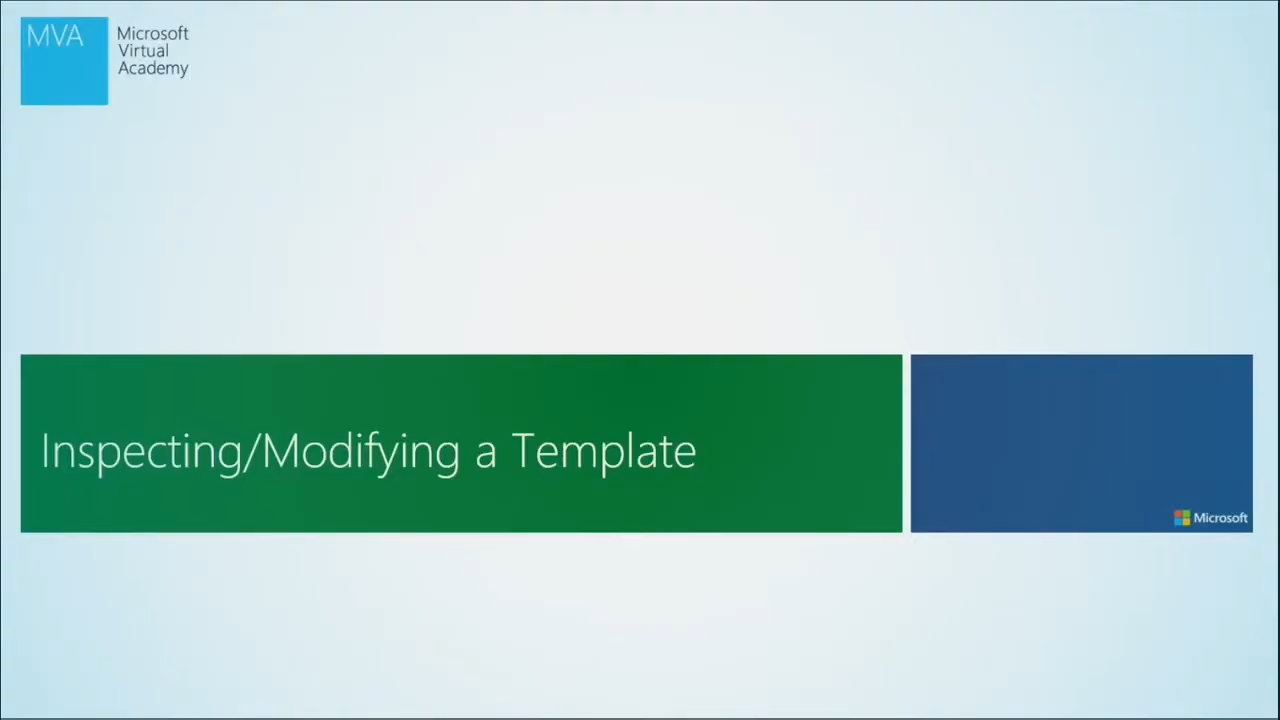 MVA
Microsoft
Virtual
Academy
Inspecting/Modifying a Template
Microsoft